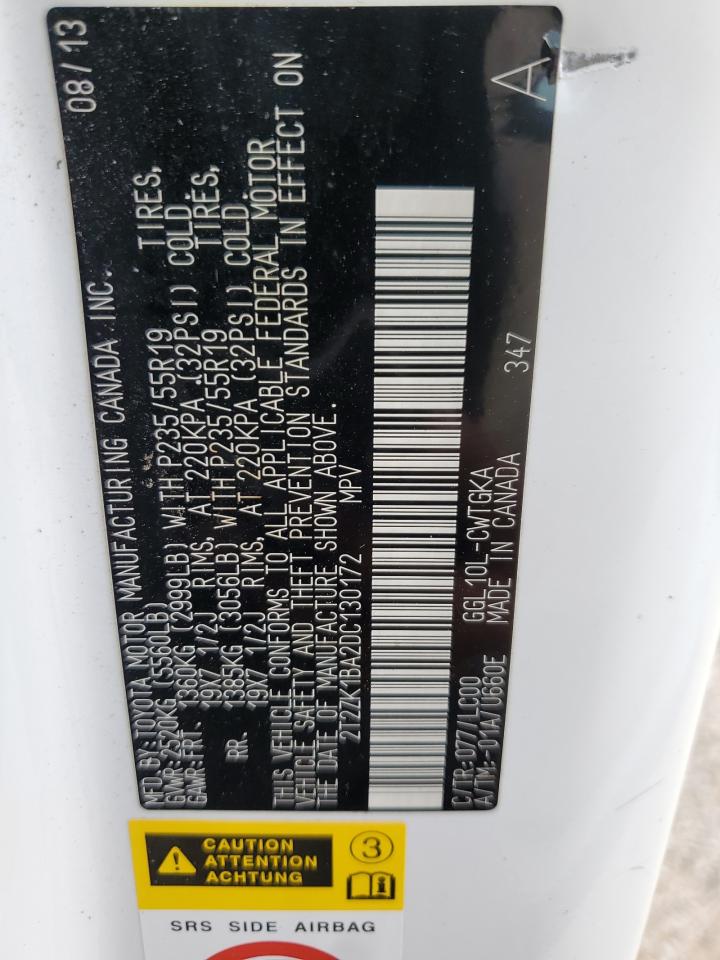 08/13
MFD BY:TOYOTA MOTOR MANUFACTURING CANADA INC.
GVWR:2520KG (5560LB)
GAWR:FRT. 1360KG (2999LB) WITH P235/55R19 TIRES,
19X7 1/2J RIMS, AT 220KPA (32PSI) COLD.
RR. 1385KG (3056LB) WITH P235/55R19 TIRES,
19X7 1/2J RIMS, AT 220KPA (32PSI) COLD
THIS VEHICLE CONFORMS TO ALL APPLICABLE FEDERAL MOTOR
VEHICLE SAFETY AND THEFT PREVENTION STANDARDS IN EFFECT ON
THE DATE OF MANUFACTURE SHOWN ABOVE.
2T2ZK1BA2DC130172 MPV
C/TR:077/LC00 GGL10L-CWTGKA
A/TM:-01A/U660E MADE IN CANADA 347 A
CAUTION
ATTENTION
ACHTUNG
3
SRS SIDE AIRBAG